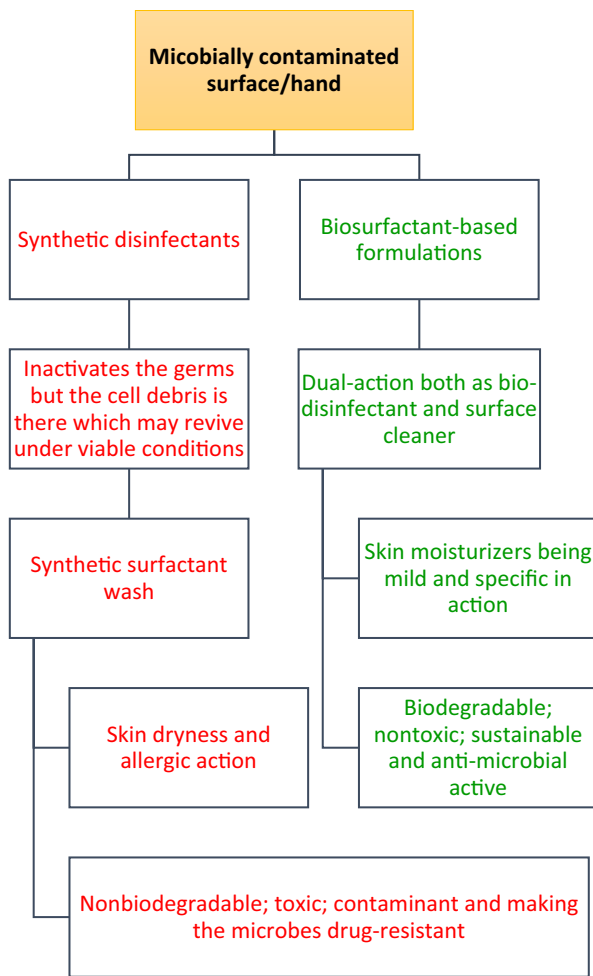 Micobially contaminated
surface/hand
Synthetic disinfectants
Biosurfactant-based
formulations
Inactivates the germs
but the cell debris is
there which may revive
under viable conditions
Dual-action both as bio-
disinfectant and surface
cleaner
Synthetic surfactant
wash
Skin moisturizers being
mild and specific in
action
Skin dryness and
allergic action
Biodegradable;
nontoxic; sustainable
and anti-microbial
active
Nonbiodegradable; toxic; contaminant and making
the microbes drug-resistant